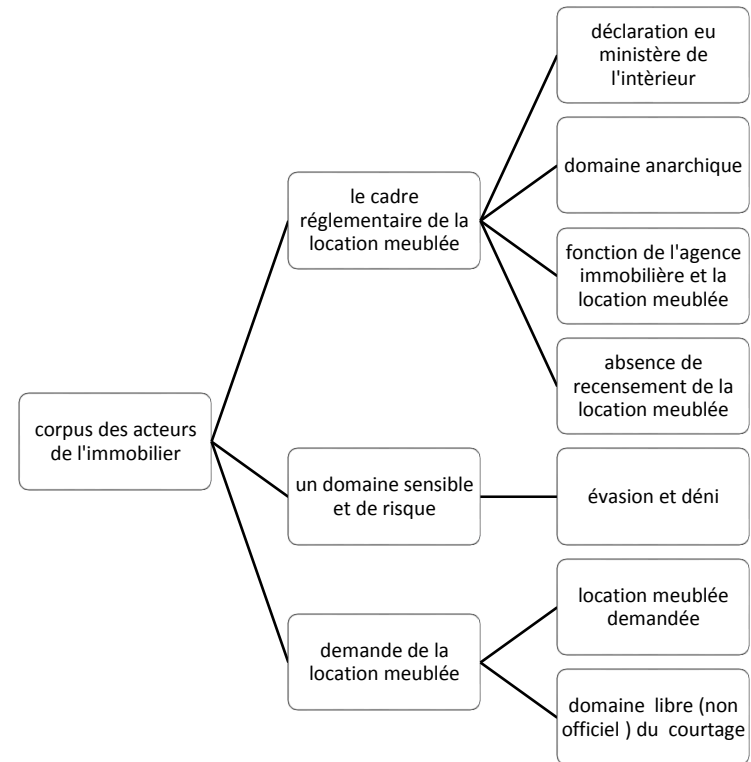 déclaration eu
ministère de
l'intèrieur
domaine anarchique
le cadre
réglementaire de la
location meublée
fonction de l'agence
immobilière et la
location meublée
absence de
recensement de la
location meublée
corpus des acteurs
de l'immobilier
un domaine sensible
et de risque
évasion et déni
location meublée
demandée
demande de la
location meublée
domaine libre (non
officiel ) du courtage